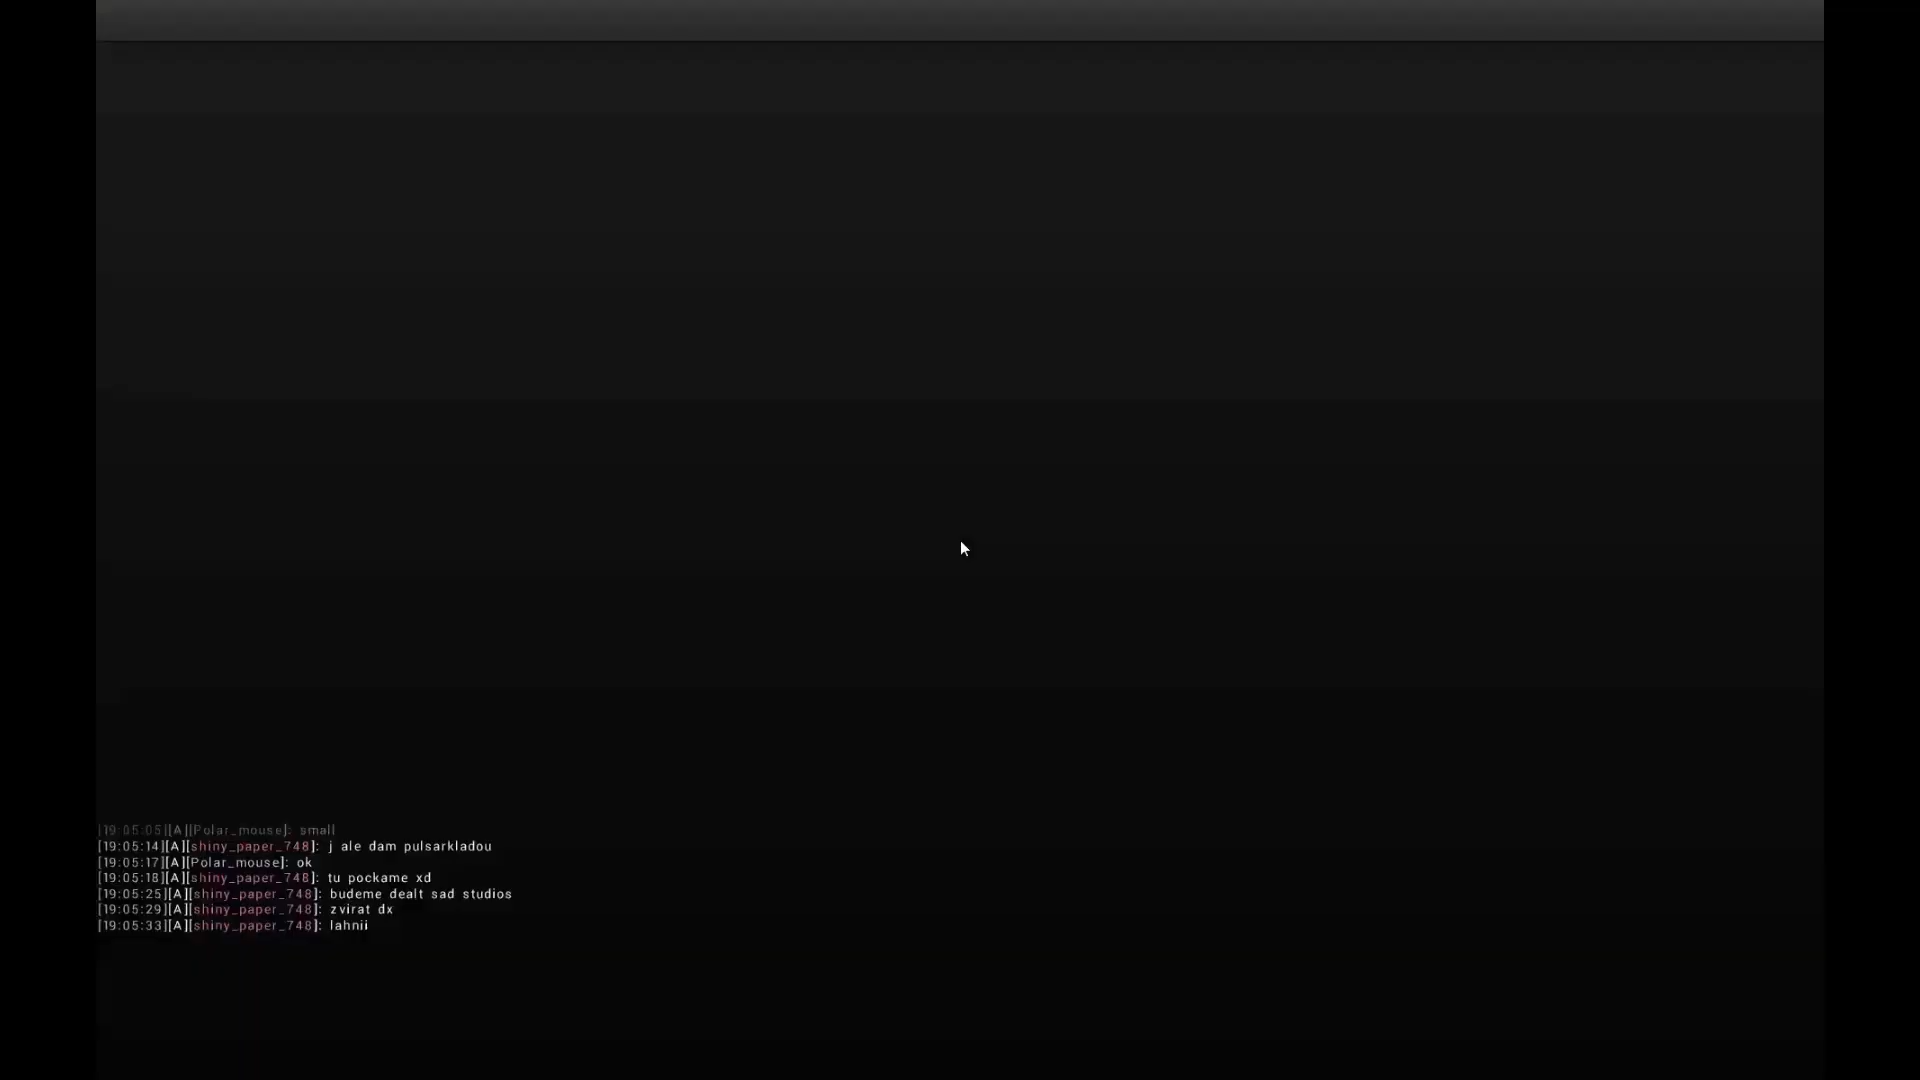 [19:05:05][A][Polar_mouse]: small
[19:05:14][A][shiny_paper_748]: j ale dam pulsarkladou
[19:05:17][A][Polar_mouse]: ok
[19:05:18][A][shiny_paper_748]: tu pockame xd
[19:05:25][A][shiny_paper_748]: budeme dealt sad studios
[19:05:29][A][shiny_paper_748]: zvirat dx
[19:05:33][A][shiny_paper_748]: lahnii